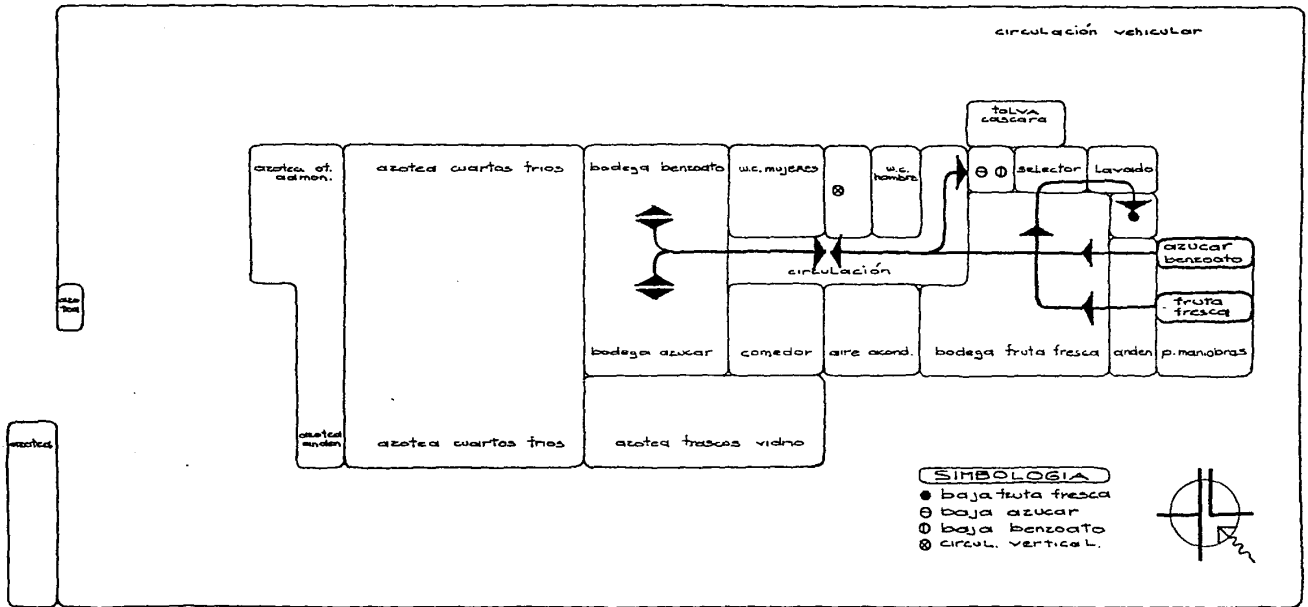 circulación vehicular
tolva
cascara
azotea of.
admon.
azotea cuartos frios
bodega benzoato
w.c. mujeres
w.c.
hombre
selector
lavado
azucar
benzoato
circulación
fruta
fresca
bodega azucar
comedor
aire acond.
bodega fruta fresca
anden
p. maniobras
azotea
anden
azotea cuartos frios
azotea frascos vidrio
azotea
SIMBOLOGIA
baja fruta fresca
baja azucar
baja benzoato
circul. vertical.